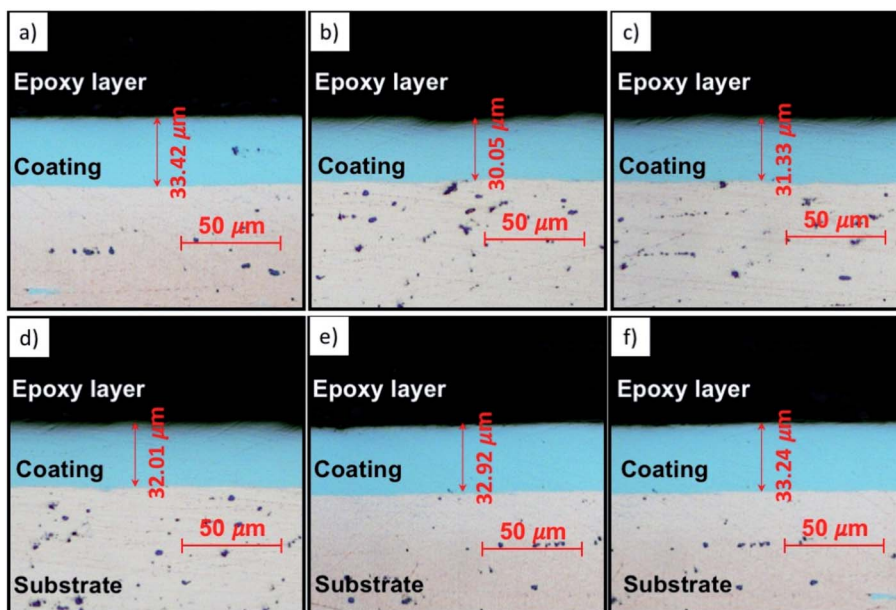 a)
Epoxy layer
Coating
33.42 μm
50 μm
b)
Epoxy layer
Coating
30.05 μm
50 μm
c)
Epoxy layer
Coating
31.33 μm
50 μm
d)
Epoxy layer
Coating
32.01 μm
50 μm
Substrate
e)
Epoxy layer
Coating
32.92 μm
50 μm
Substrate
f)
Epoxy layer
Coating
33.24 μm
50 μm
Substrate